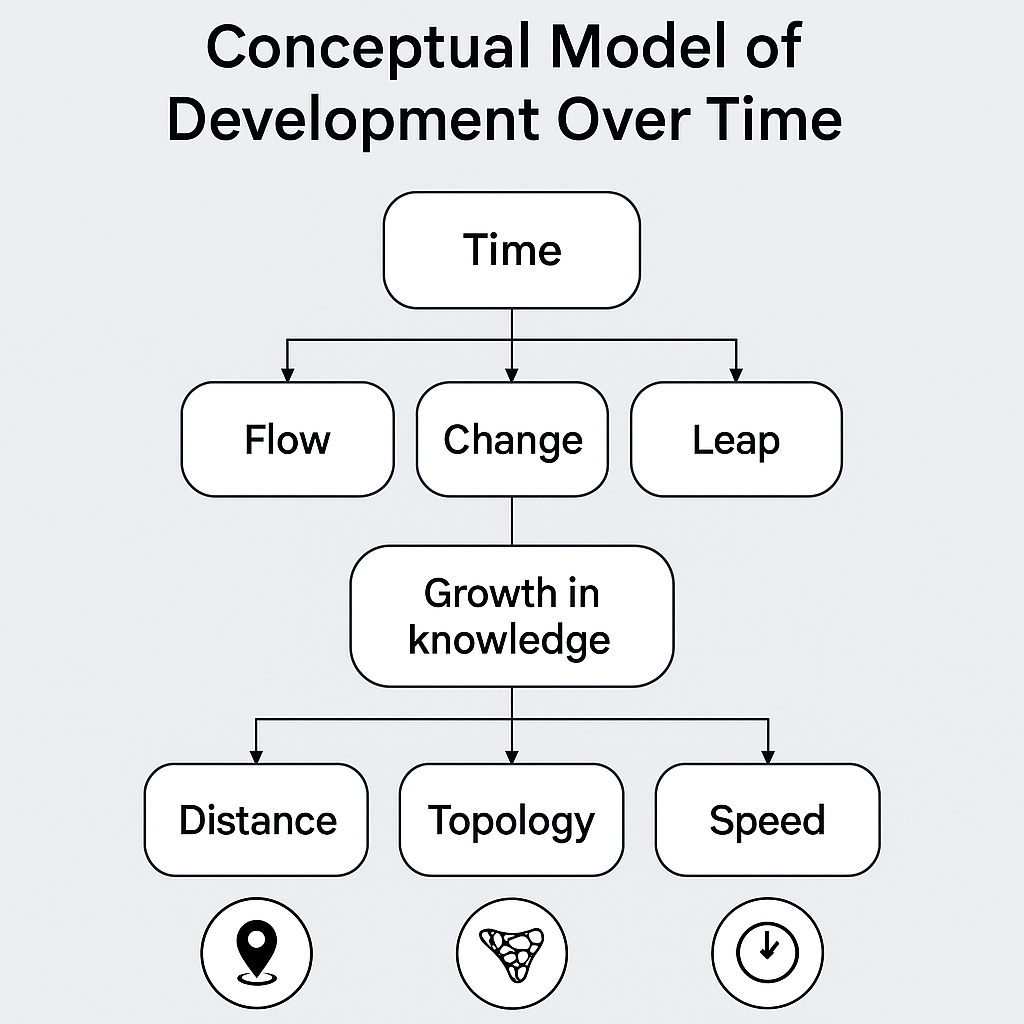 Conceptual Model of
Development Over Time
Time
Flow
Change
Leap
Growth in
knowledge
Distance
Topology
Speed